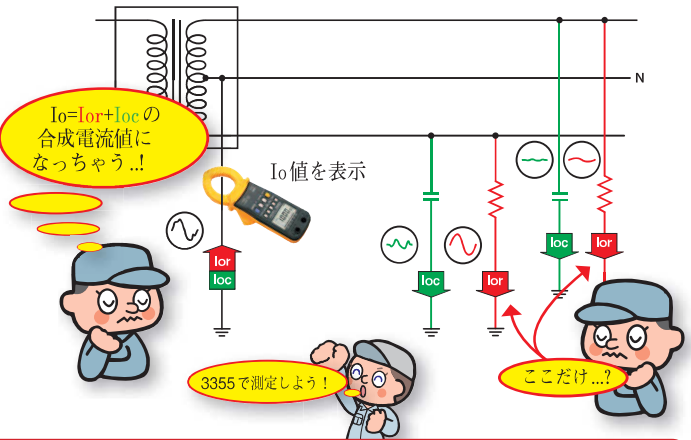 N
Io=Ior+Iocの
合成電流値に
なっちゃう...!
Io値を表示
Ior
Ioc
Ioc
Ior
Ioc
Ior
3355で測定しよう！
ここだけ...?